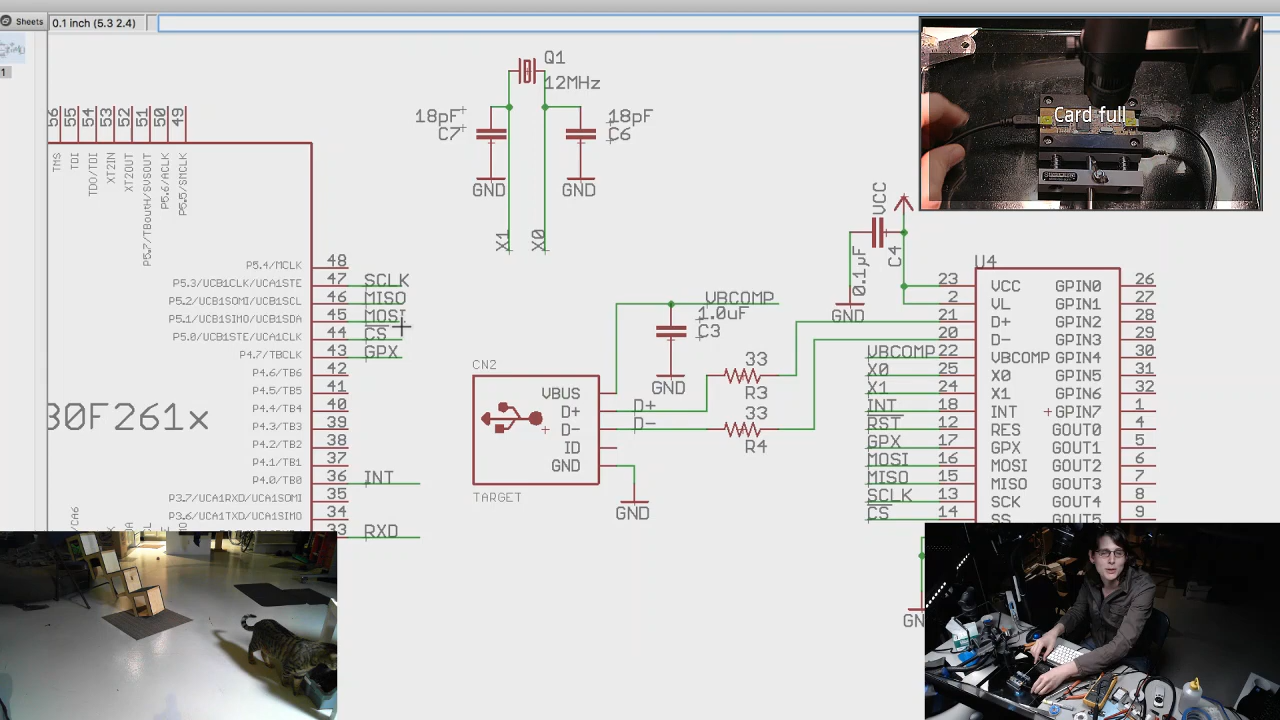 Sheets
0.1 inch (5.3 2.4)
1
Q1
12MHz
18pF
C7
18pF
C6
GND
GND
X1
X0
Card full
56
55
54
53
52
51
50
49
TMS
TDI
TDO/TDI
XT2IN
XT2OUT
P5.7/TBoutH/SVSOUT
P5.6/ACLK
P5.5/SMCLK
P5.4/MCLK
48
P5.3/UCB1CLK/UCA1STE
47
SCLK
P5.2/UCB1SOMI/UCB1SCL
46
MISO
P5.1/UCB1SIMO/UCB1SDA
45
MOSI
P5.0/UCB1STE/UCA1CLK
44
CS
P4.7/TBCLK
43
GPX
P4.6/TB6
42
P4.5/TB5
41
P4.4/TB4
40
P4.3/TB3
39
P4.2/TB2
38
P4.1/TB1
37
P4.0/TB0
36
INT
P3.7/UCA1RXD/UCA1SOMI
35
P3.6/UCA1TXD/UCA1SIMO
34
33
RXD
30F261x
CN2
VBUS
D+
D-
ID
GND
TARGET
VBCOMP
1.0uF
C3
GND
D+
D-
33
R3
33
R4
GND
VCC
0.1µF
C4
GND
U4
23
VCC
GPIN0
26
2
VL
GPIN1
27
21
D+
GPIN2
28
20
D-
GPIN3
29
VBCOMP
22
VBCOMP
GPIN4
30
X0
25
X0
GPIN5
31
X1
24
X1
GPIN6
32
INT
18
INT
GPIN7
1
RST
12
RES
GOUT0
4
GPX
17
GPX
GOUT1
5
MOSI
16
MOSI
GOUT2
6
MISO
15
MISO
GOUT3
7
SCLK
13
SCK
GOUT4
8
CS
14
SS
GOUT5
9
GN